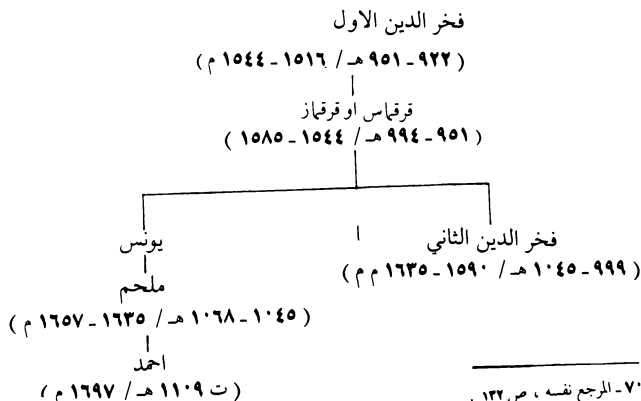 فخر الدين الاول
( ٩٢٢ - ٩٥١ هـ / ١٥١٦ - ١٥٤٤ م )
قرقماس او قرقماز
( ٩٥١ - ٩٩٤ هـ / ١٥٤٤ - ١٥٨٥ )
فخر الدين الثاني
( ٩٩٩ - ١٠٤٥ هـ / ١٥٩٠ - ١٦٣٥ م م )
يونس
ملحم
( ١٠٤٥ - ١٠٦٨ هـ / ١٦٣٥ - ١٦٥٧ م )
احمد
( ت ١١٠٩ هـ / ١٦٩٧ م )
٧٠ - المرجع نفسه ، ص ١٣٢ .